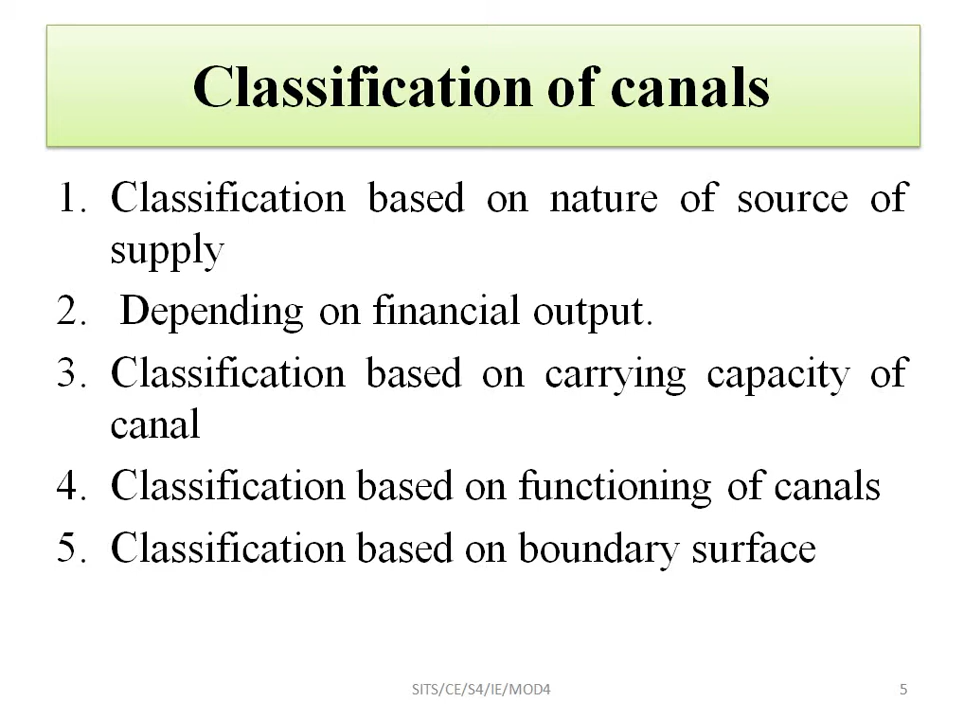 Classification of canals
1. Classification based on nature of source of
supply
2. Depending on financial output.
3. Classification based on carrying capacity of
canal
4. Classification based on functioning of canals
5. Classification based on boundary surface
SITS/CE/S4/IE/MOD4
5